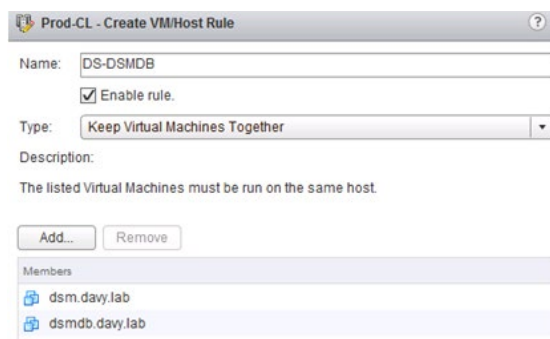 Prod-CL - Create VM/Host Rule ?
Name: DS-DSMDB
Enable rule.
Type: Keep Virtual Machines Together
Description:
The listed Virtual Machines must be run on the same host.
Add... Remove
Members
dsm.davy.lab
dsmdb.davy.lab